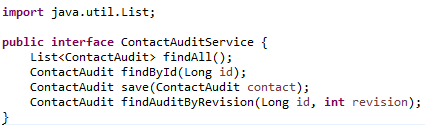 import java.util.List;
public interface ContactAuditService {
    List<ContactAudit> findAll();
    ContactAudit findById(Long id);
    ContactAudit save(ContactAudit contact);
    ContactAudit findAuditByRevision(Long id, int revision);
}